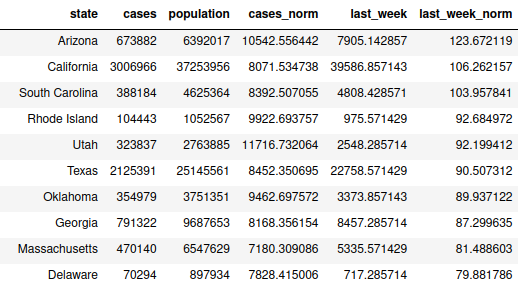 state cases population cases_norm last_week last_week_norm
Arizona 673882 6392017 10542.556442 7905.142857 123.672119
California 3006966 37253956 8071.534738 39586.857143 106.262157
South Carolina 388184 4625364 8392.507055 4808.428571 103.957841
Rhode Island 104443 1052567 9922.693757 975.571429 92.684972
Utah 323837 2763885 11716.732064 2548.285714 92.199412
Texas 2125391 25145561 8452.350695 22758.571429 90.507312
Oklahoma 354979 3751351 9462.697572 3373.857143 89.937122
Georgia 791322 9687653 8168.356154 8457.285714 87.299635
Massachusetts 470140 6547629 7180.309086 5335.571429 81.488603
Delaware 70294 897934 7828.415006 717.285714 79.881786